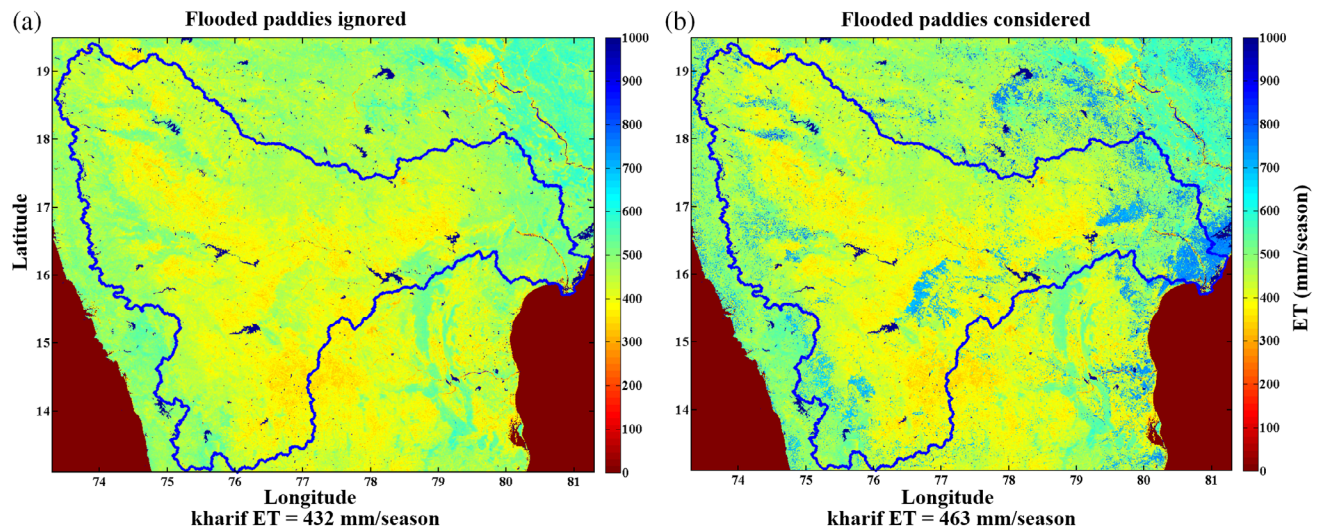 (a)
Flooded paddies ignored
1000
900
800
700
600
500
400
300
200
100
0
19
18
17
16
15
14
Latitude
74 75 76 77 78 79 80 81
Longitude
kharif ET = 432 mm/season
(b)
Flooded paddies considered
1000
900
800
700
600
500
400
300
200
100
0
ET (mm/season)
19
18
17
16
15
14
74 75 76 77 78 79 80 81
Longitude
kharif ET = 463 mm/season